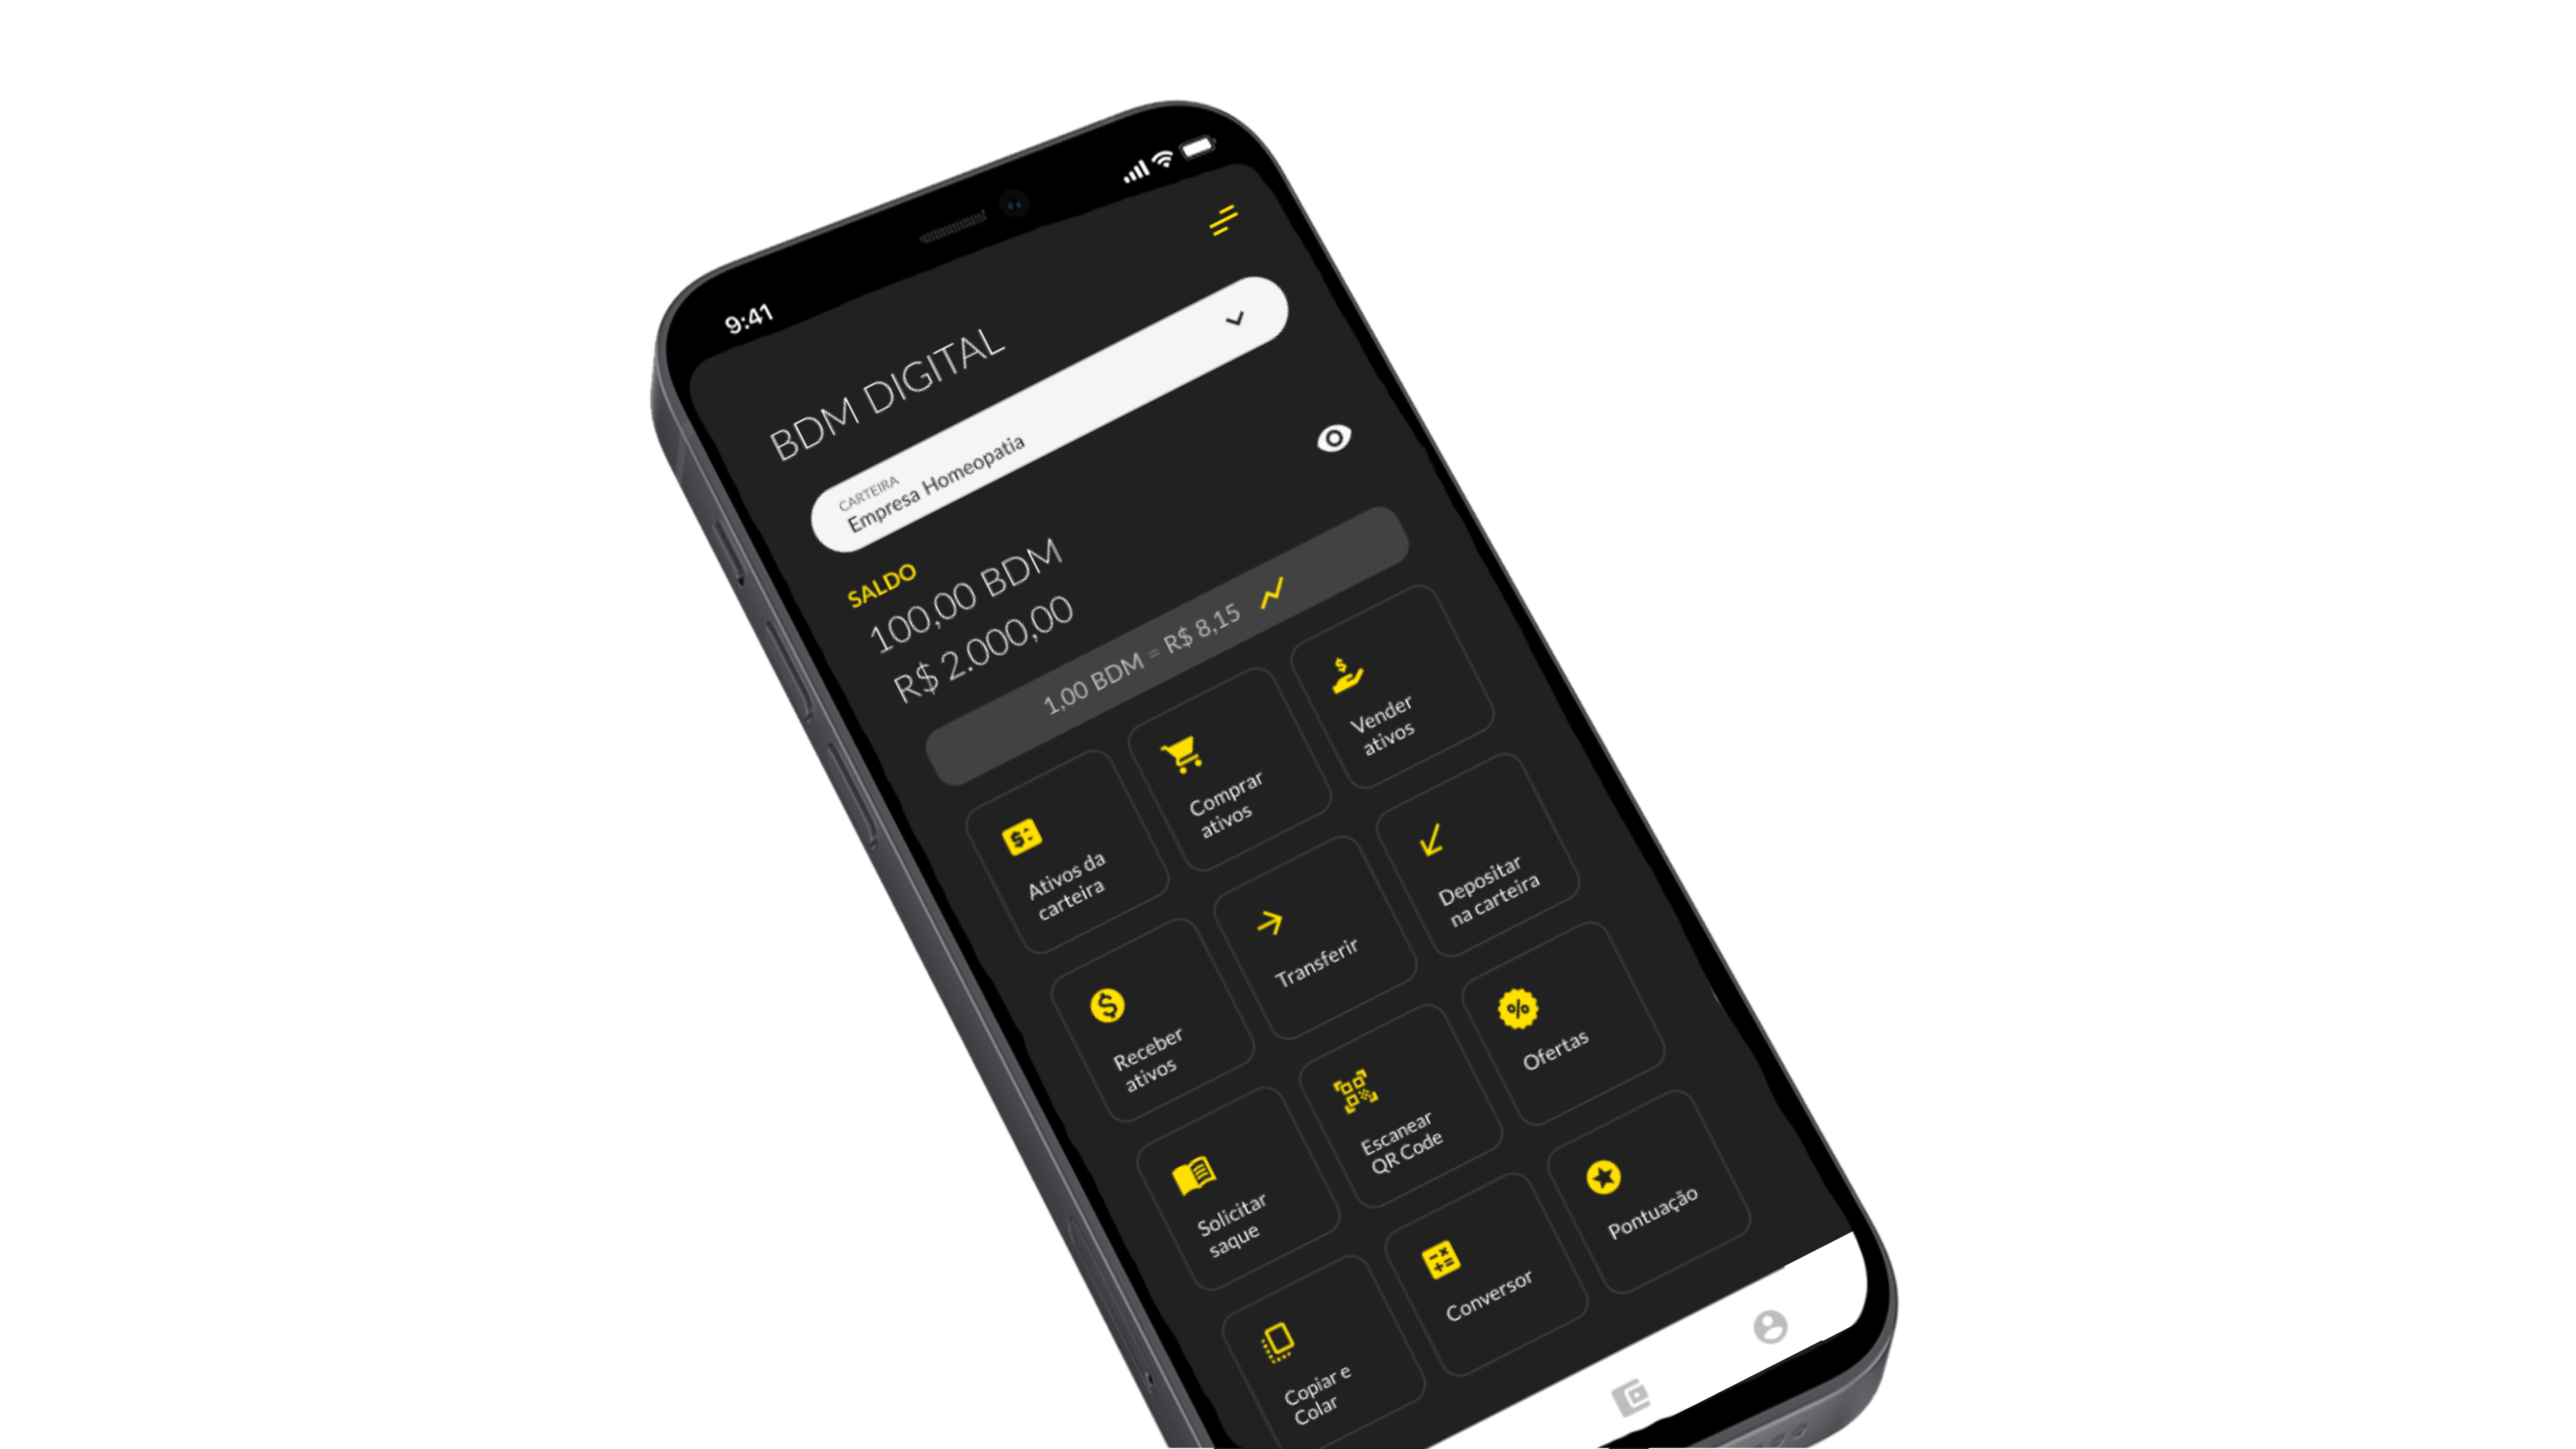 9:41
BDM DIGITAL
CARTEIRA
Empresa Homeopatia
SALDO
100,00 BDM
R$ 2.000,00
1,00 BDM = R$ 8,15
Ativos da
carteira
Comprar
ativos
Vender
ativos
Receber
ativos
Transferir
Depositar
na carteira
Solicitar
saque
Escanear
QR Code
Ofertas
Copiar e
Colar
Conversor
Pontuação